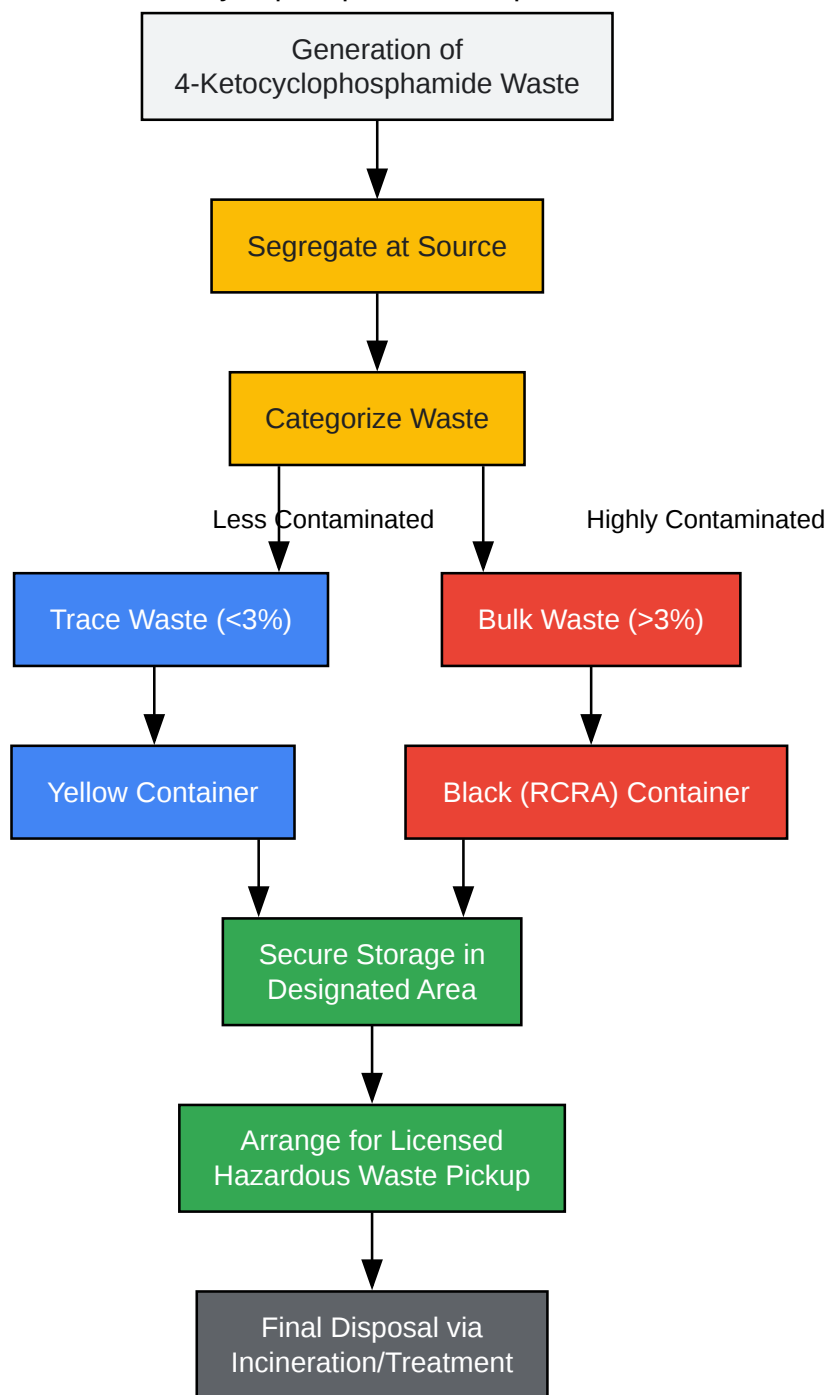 Generation of
4-Ketocyclophosphamide Waste
Segregate at Source
Categorize Waste
Less Contaminated
Highly Contaminated
Trace Waste (<3%)
Bulk Waste (>3%)
Yellow Container
Black (RCRA) Container
Secure Storage in
Designated Area
Arrange for Licensed
Hazardous Waste Pickup
Final Disposal via
Incineration/Treatment